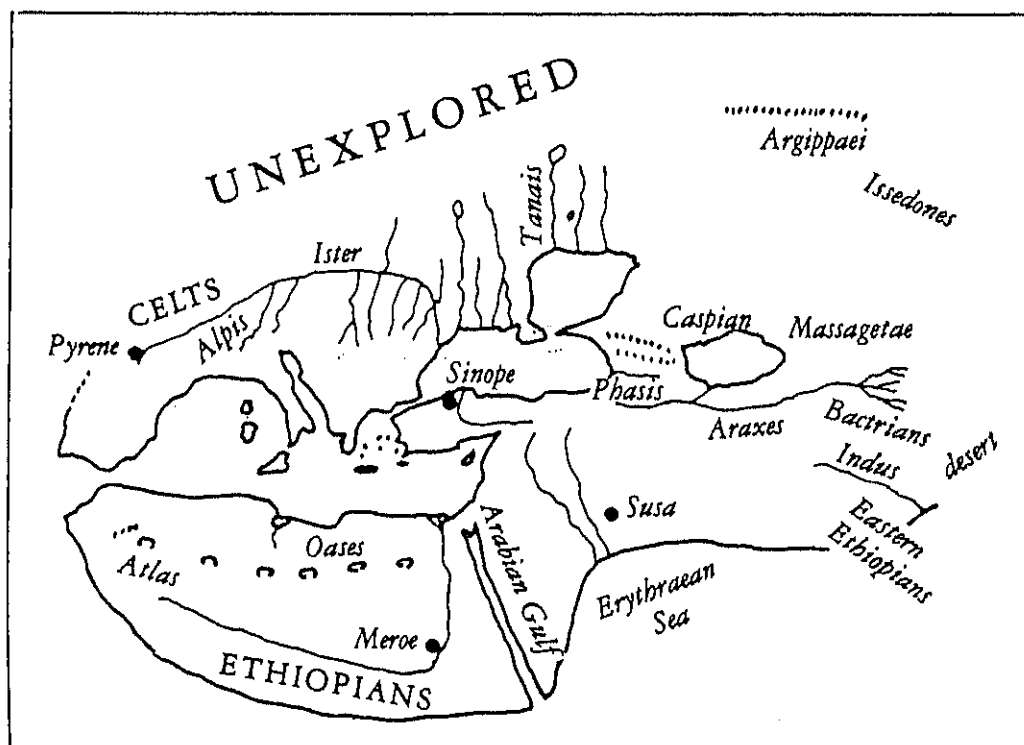 UNEXPLORED
Argippaei
Issedones
Tanais
Ister
CELTS
Alpis
Pyrene
Caspian
Massagetae
Sinope
Phasis
Araxes
Bactrians
Indus
desert
Susa
Eastern
Ethiopians
Arabian Gulf
Oases
Atlas
Erythraean
Sea
Meroe
ETHIOPIANS